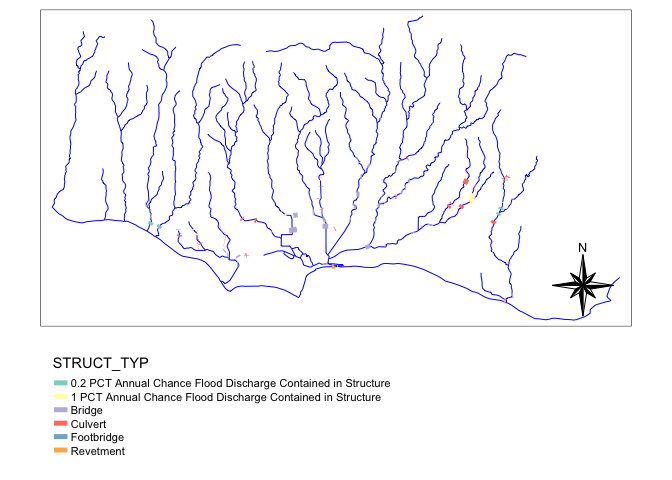 N
STRUCT_TYP
0.2 PCT Annual Chance Flood Discharge Contained in Structure
1 PCT Annual Chance Flood Discharge Contained in Structure
Bridge
Culvert
Footbridge
Revetment